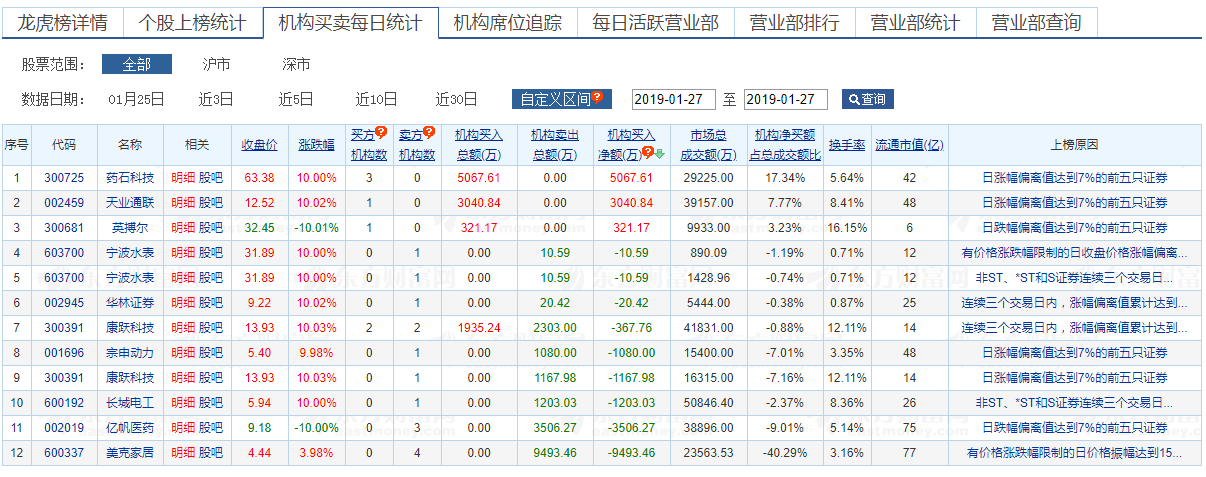 龙虎榜详情 个股上榜统计 机构买卖每日统计 机构席位追踪 每日活跃营业部 营业部排行 营业部统计 营业部查询
股票范围： 全部 沪市 深市
数据日期： 01月25日 近3日 近5日 近10日 近30日 自定义区间 ? 2019-01-27 至 2019-01-27 查询
序号 代码 名称 相关 收盘价 涨跌幅 买方?机构数 卖方?机构数 机构买入总额(万) 机构卖出总额(万) 机构买入净额(万)? 市场总成交额(万) 机构净买额占总成交额比 换手率 流通市值(亿) 上榜原因
1 300725 药石科技 明细 股吧 63.38 10.00% 3 0 5067.61 0.00 5067.61 29225.00 17.34% 5.64% 42 日涨幅偏离值达到7%的前五只证券
2 002459 天业通联 明细 股吧 12.52 10.02% 1 0 3040.84 0.00 3040.84 39157.00 7.77% 8.41% 48 日涨幅偏离值达到7%的前五只证券
3 300681 英搏尔 明细 股吧 32.45 -10.01% 1 0 321.17 0.00 321.17 9933.00 3.23% 16.15% 6 日跌幅偏离值达到7%的前五只证券
4 603700 宁波水表 明细 股吧 31.89 10.00% 0 1 0.00 10.59 -10.59 890.09 -1.19% 0.71% 12 有价格涨跌幅限制的日收盘价格涨幅偏离...
5 603700 宁波水表 明细 股吧 31.89 10.00% 0 1 0.00 10.59 -10.59 1428.96 -0.74% 0.71% 12 非ST、*ST和S证券连续三个交易日...
6 002945 华林证券 明细 股吧 9.22 10.02% 0 1 0.00 20.42 -20.42 5444.00 -0.38% 0.87% 25 连续三个交易日内，涨幅偏离值累计达到...
7 300391 康跃科技 明细 股吧 13.93 10.03% 2 2 1935.24 2303.00 -367.76 41831.00 -0.88% 12.11% 14 连续三个交易日内，涨幅偏离值累计达到...
8 001696 宗申动力 明细 股吧 5.40 9.98% 0 1 0.00 1080.00 -1080.00 15400.00 -7.01% 3.35% 48 日涨幅偏离值达到7%的前五只证券
9 300391 康跃科技 明细 股吧 13.93 10.03% 0 1 0.00 1167.98 -1167.98 16315.00 -7.16% 12.11% 14 日涨幅偏离值达到7%的前五只证券
10 600192 长城电工 明细 股吧 5.94 10.00% 0 1 0.00 1203.03 -1203.03 50846.40 -2.37% 8.36% 26 非ST、*ST和S证券连续三个交易日...
11 002019 亿帆医药 明细 股吧 9.18 -10.00% 0 3 0.00 3506.27 -3506.27 38896.00 -9.01% 5.14% 75 日跌幅偏离值达到7%的前五只证券
12 600337 美克家居 明细 股吧 4.44 3.98% 0 4 0.00 9493.46 -9493.46 23563.53 -40.29% 3.16% 77 有价格涨跌幅限制的日价格振幅达到15...